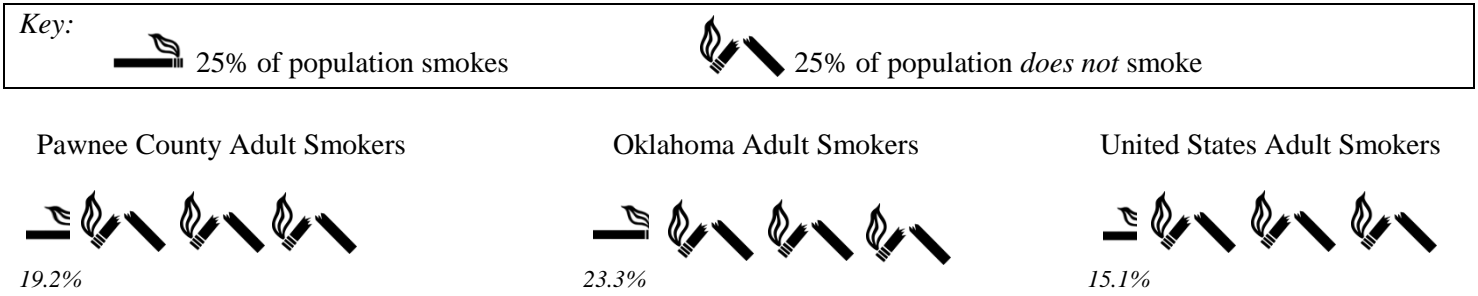 Key:
25% of population smokes 25% of population does not smoke
Pawnee County Adult Smokers Oklahoma Adult Smokers United States Adult Smokers
19.2% 23.3% 15.1%